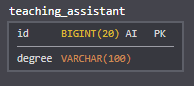 teaching_assistant
id BIGINT(20) AI PK
degree VARCHAR(100)